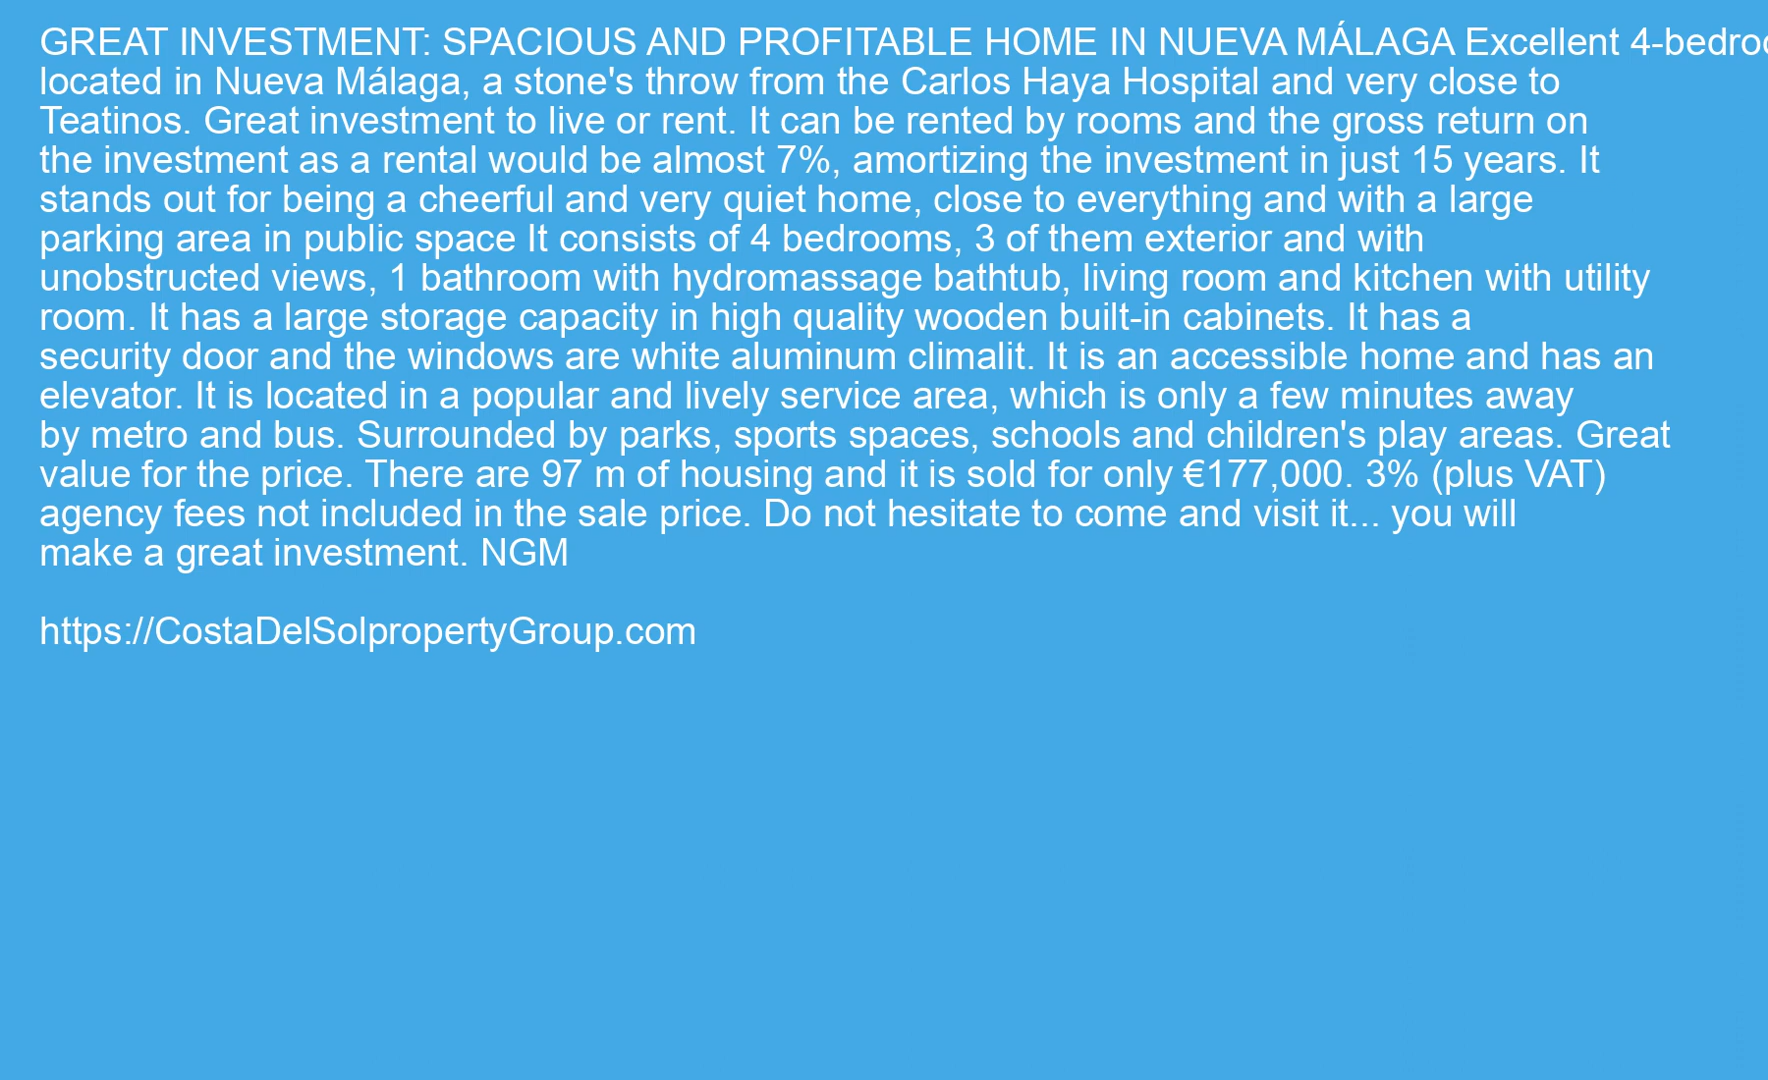 GREAT INVESTMENT: SPACIOUS AND PROFITABLE HOME IN NUEVA MÁLAGA Excellent
located in Nueva Málaga, a stone's throw from the Carlos Haya Hospital and very close to
Teatinos. Great investment to live or rent. It can be rented by rooms and the gross return on
the investment as a rental would be almost 7%, amortizing the investment in just 15 years. It
stands out for being a cheerful and very quiet home, close to everything and with a large
parking area in public space It consists of 4 bedrooms, 3 of them exterior and with
unobstructed views, 1 bathroom with hydromassage bathtub, living room and kitchen with utility
room. It has a large storage capacity in high quality wooden built-in cabinets. It has a
security door and the windows are white aluminum climalit. It is an accessible home and has an
elevator. It is located in a popular and lively service area, which is only a few minutes away
by metro and bus. Surrounded by parks, sports spaces, schools and children's play areas. Great
value for the price. There are 97 m of housing and it is sold for only €177,000. 3% (plus VAT)
agency fees not included in the sale price. Do not hesitate to come and visit it... you will
make a great investment. NGM
https://CostaDelSolpropertyGroup.com